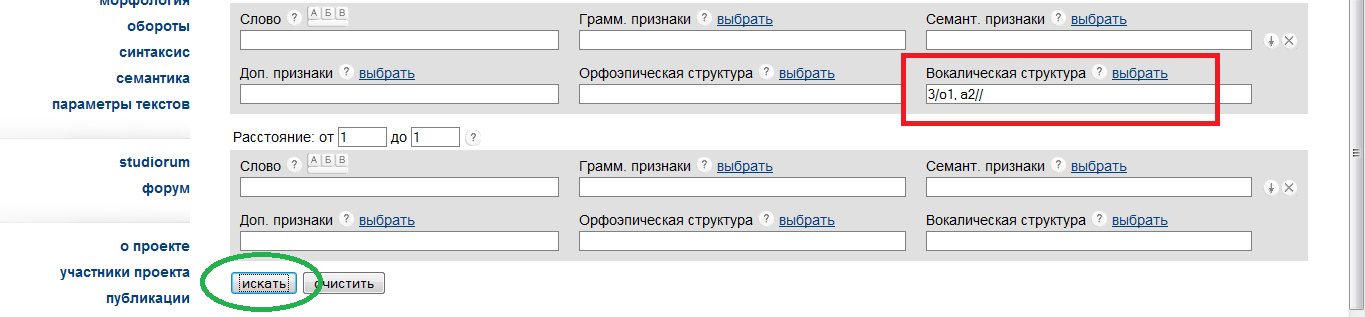 морфология
обороты
синтаксис
семантика
параметры текстов
studiorum
форум
о проекте
участники проекта
публикации
Слово ? А Б В Грамм. признаки ? выбрать Семант. признаки ? выбрать
Доп. признаки ? выбрать Орфоэпическая структура ? выбрать Вокалическая структура ? выбрать
3/о1, а2//
Расстояние: от 1 до 1 ?
Слово ? А Б В Грамм. признаки ? выбрать Семант. признаки ? выбрать
Доп. признаки ? выбрать Орфоэпическая структура ? выбрать Вокалическая структура ? выбрать
искать очистить